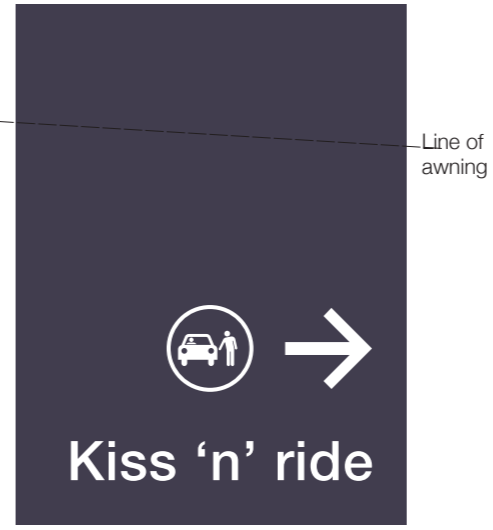 Line of
awning
Kiss ‘n’ ride